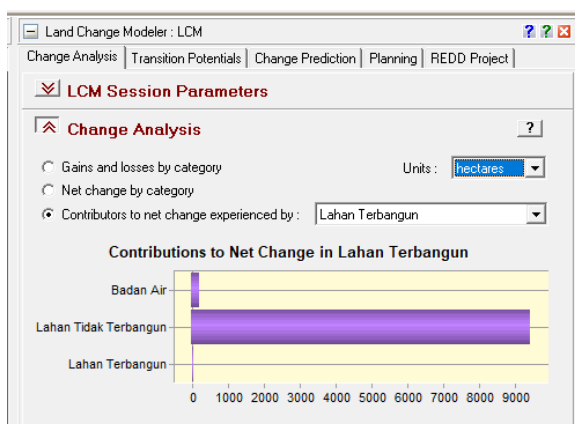 Land Change Modeler : LCM ? ?
Change Analysis Transition Potentials Change Prediction Planning REDD Project
LCM Session Parameters
Change Analysis ?
Gains and losses by category Units : hectares
Net change by category
Contributors to net change experienced by : Lahan Terbangun
Contributions to Net Change in Lahan Terbangun
Badan Air
Lahan Tidak Terbangun
Lahan Terbangun
0 1000 2000 3000 4000 5000 6000 7000 8000 9000